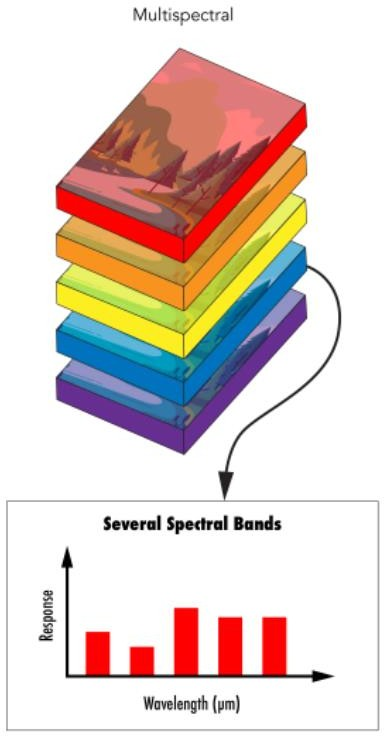 Multispectral
Several Spectral Bands
Response
Wavelength (μm)